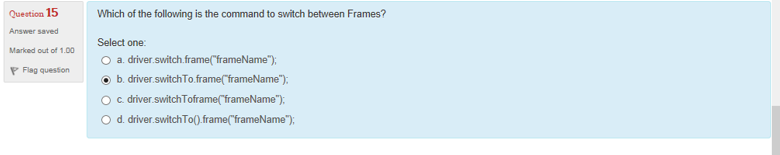 Question 15
Answer saved
Marked out of 1.00
Flag question
Which of the following is the command to switch between Frames?
Select one:
a. driver.switch.frame("frameName");
b. driver.switchTo.frame("frameName");
c. driver.switchToframe("frameName");
d. driver.switchTo().frame("frameName");